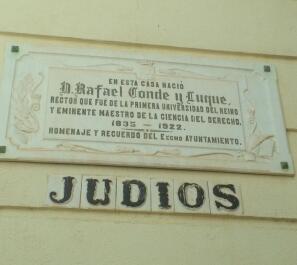 EN ESTA CASA NACIÓ
D. Rafael Conde y Luque,
RECTOR QUE FUÉ DE LA PRIMERA UNIVERSIDAD DEL REINO
Y EMINENTE MAESTRO DE LA CIENCIA DEL DERECHO.
1835 — 1922.
HOMENAJE Y RECUERDO DEL EXCMO AYUNTAMIENTO.
JUDIOS